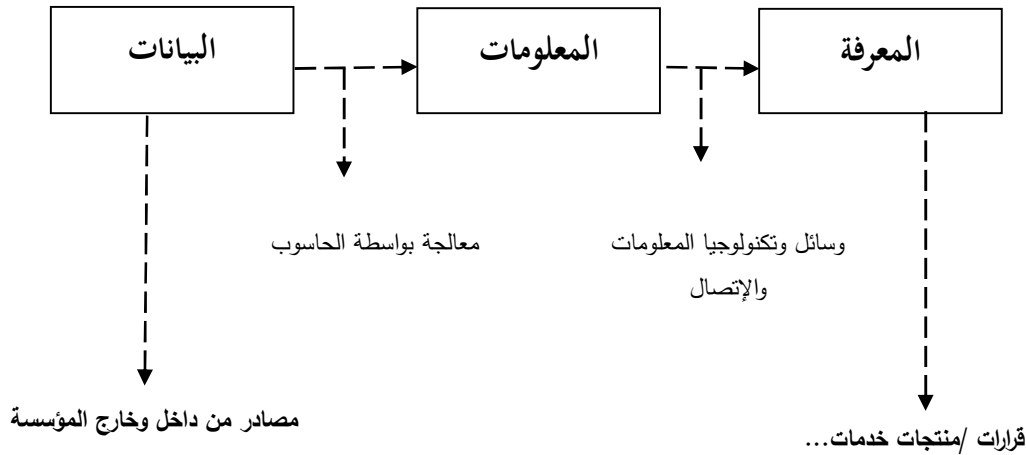 البيانات
المعلومات
المعرفة
معالجة بواسطة الحاسوب
وسائل وتكنولوجيا المعلومات
والإتصال
مصادر من داخل وخارج المؤسسة
قرارات /منتجات خدمات...